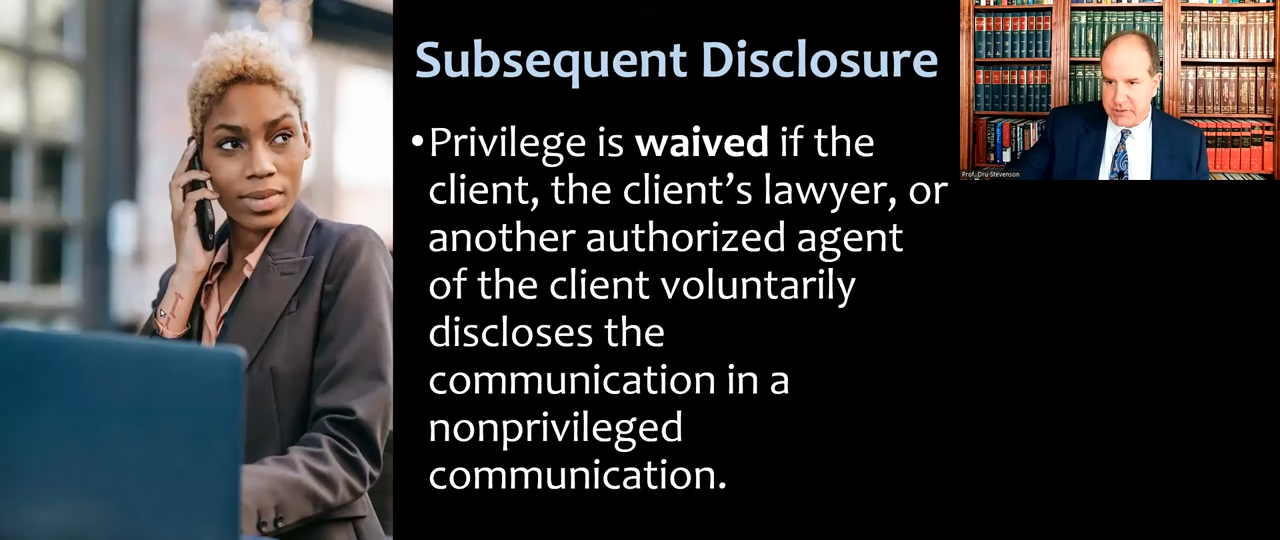 Subsequent Disclosure
•Privilege is waived if the
client, the client’s lawyer, or
another authorized agent
of the client voluntarily
discloses the
communication in a
nonprivileged
communication.
Prof. Dru Stevenson